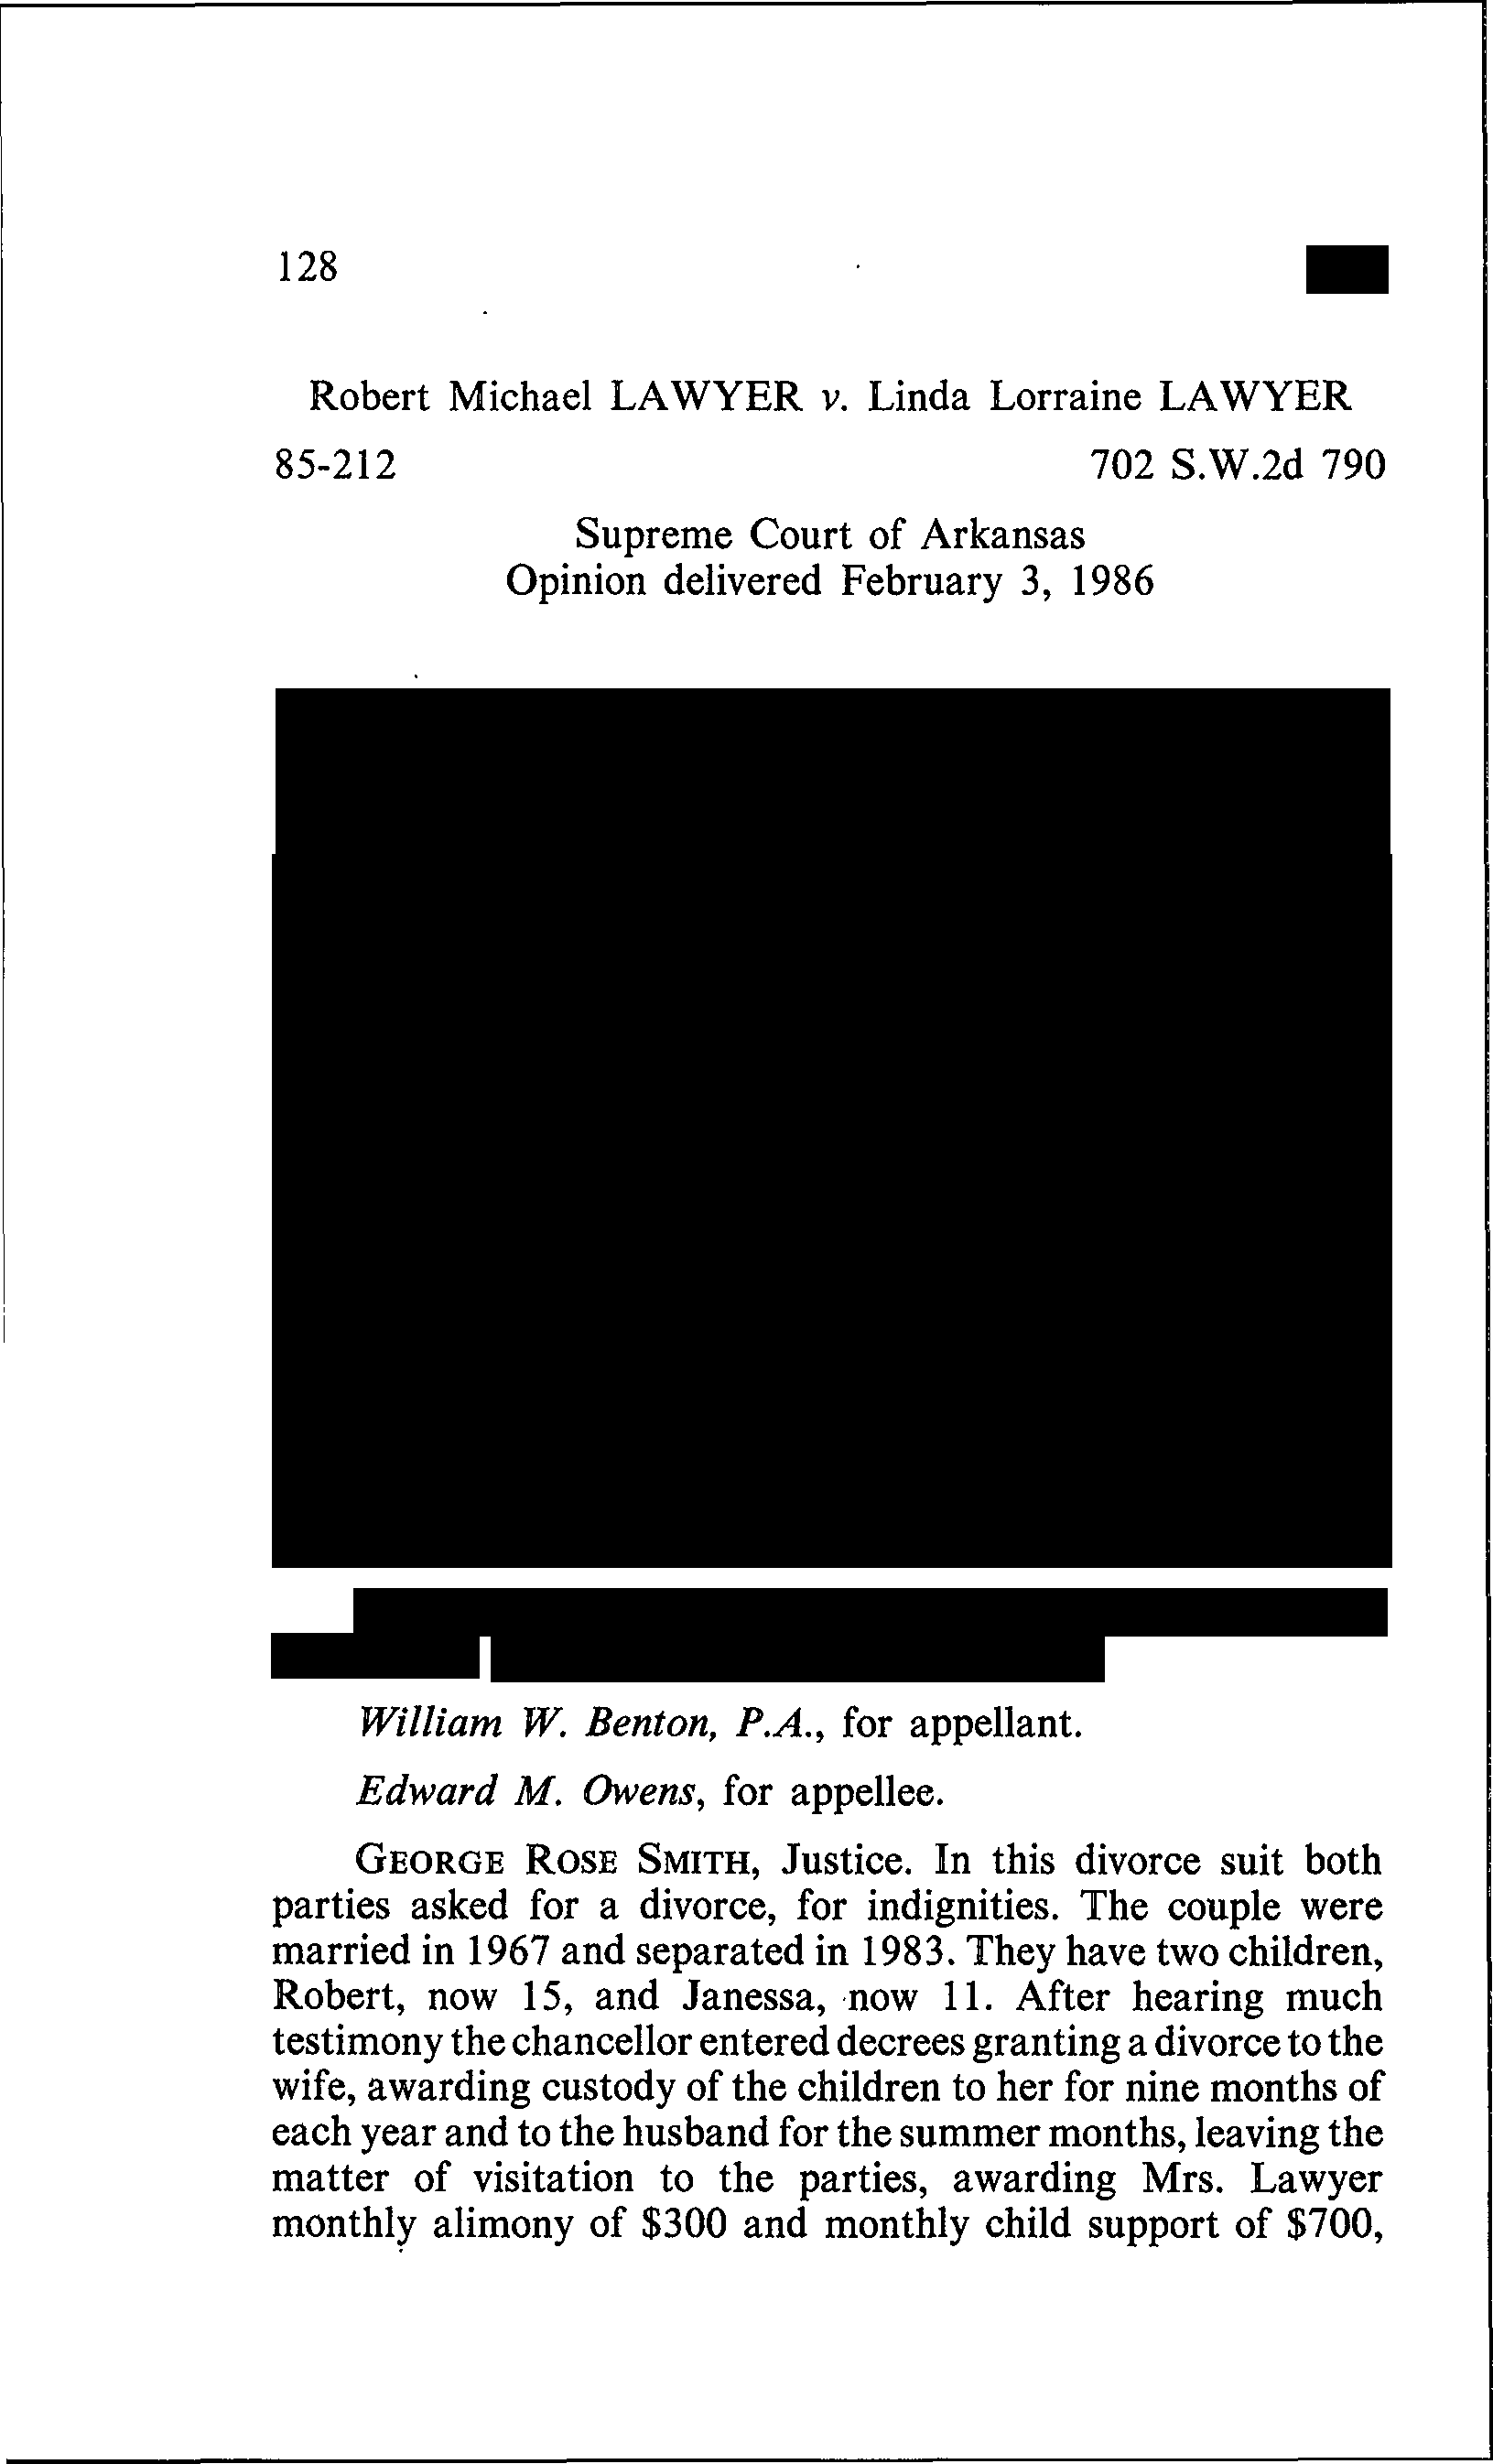 128
Robert Michael LAWYER v. Linda Lorraine LAWYER
85-212 702 S.W.2d 790
Supreme Court of Arkansas
Opinion delivered February 3, 1986
William W. Benton, P.A., for appellant.
Edward M. Owens, for appellee.
GEORGE ROSE SMITH, Justice. In this divorce suit both
parties asked for a divorce, for indignities. The couple were
married in 1967 and separated in 1983. They have two children,
Robert, now 15, and Janessa, now 11. After hearing much
testimony the chancellor entered decrees granting a divorce to the
wife, awarding custody of the children to her for nine months of
each year and to the husband for the summer months, leaving the
matter of visitation to the parties, awarding Mrs. Lawyer
monthly alimony of $300 and monthly child support of $700,